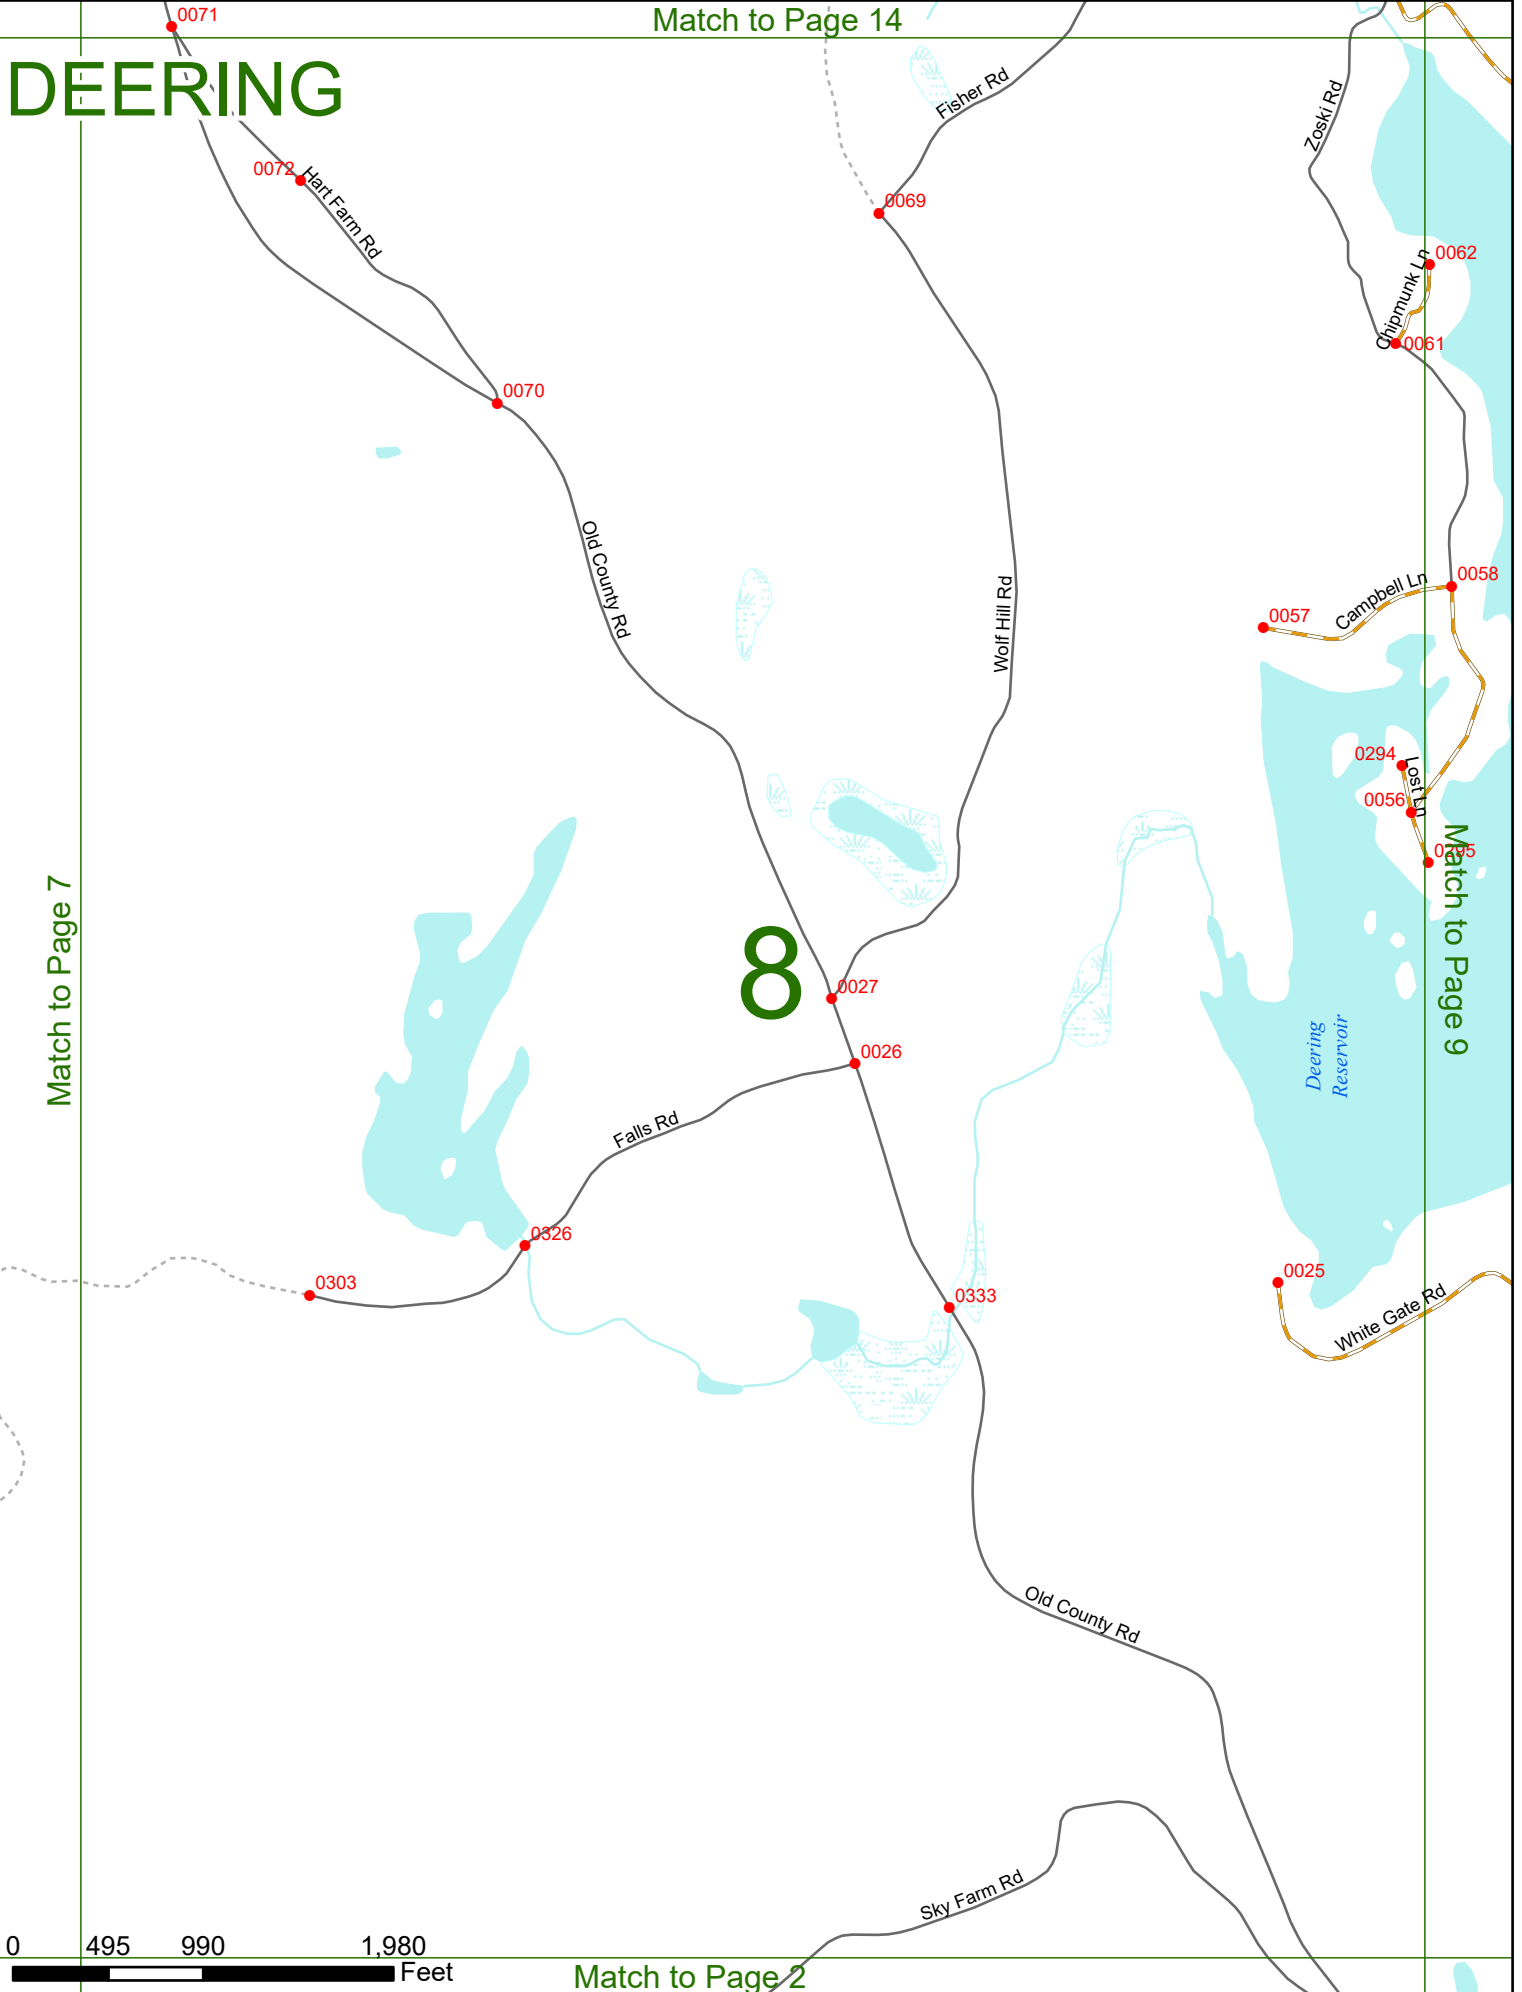 0071
Match to Page 14
DEERING
Fisher Rd
Zoski Rd
0072
Hart Farm Rd
0069
0062
Chipmunk Ln
0061
0070
Old County Rd
Wolf Hill Rd
0058
Campbell Ln
0057
0294
Lost Ln
0056
0295
Match to Page 7
8
Match to Page 9
0027
Deering
Reservoir
0026
Falls Rd
0326
0303
0333
0025
White Gate Rd
Old County Rd
Sky Farm Rd
0 495 990 1,980
Feet
Match to Page 2